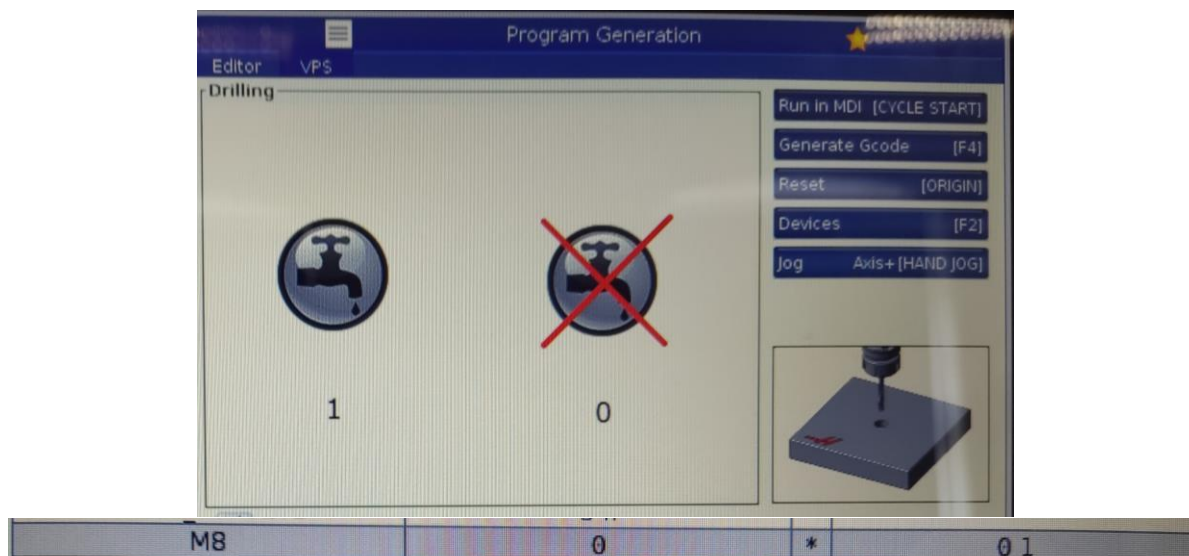 Program Generation
Editor VPS
Drilling
Run in MDI [CYCLE START]
Generate Gcode [F4]
Reset [ORIGIN]
Devices [F2]
Jog Axis+[HAND JOG]
1 0
M8 0 * 0 1